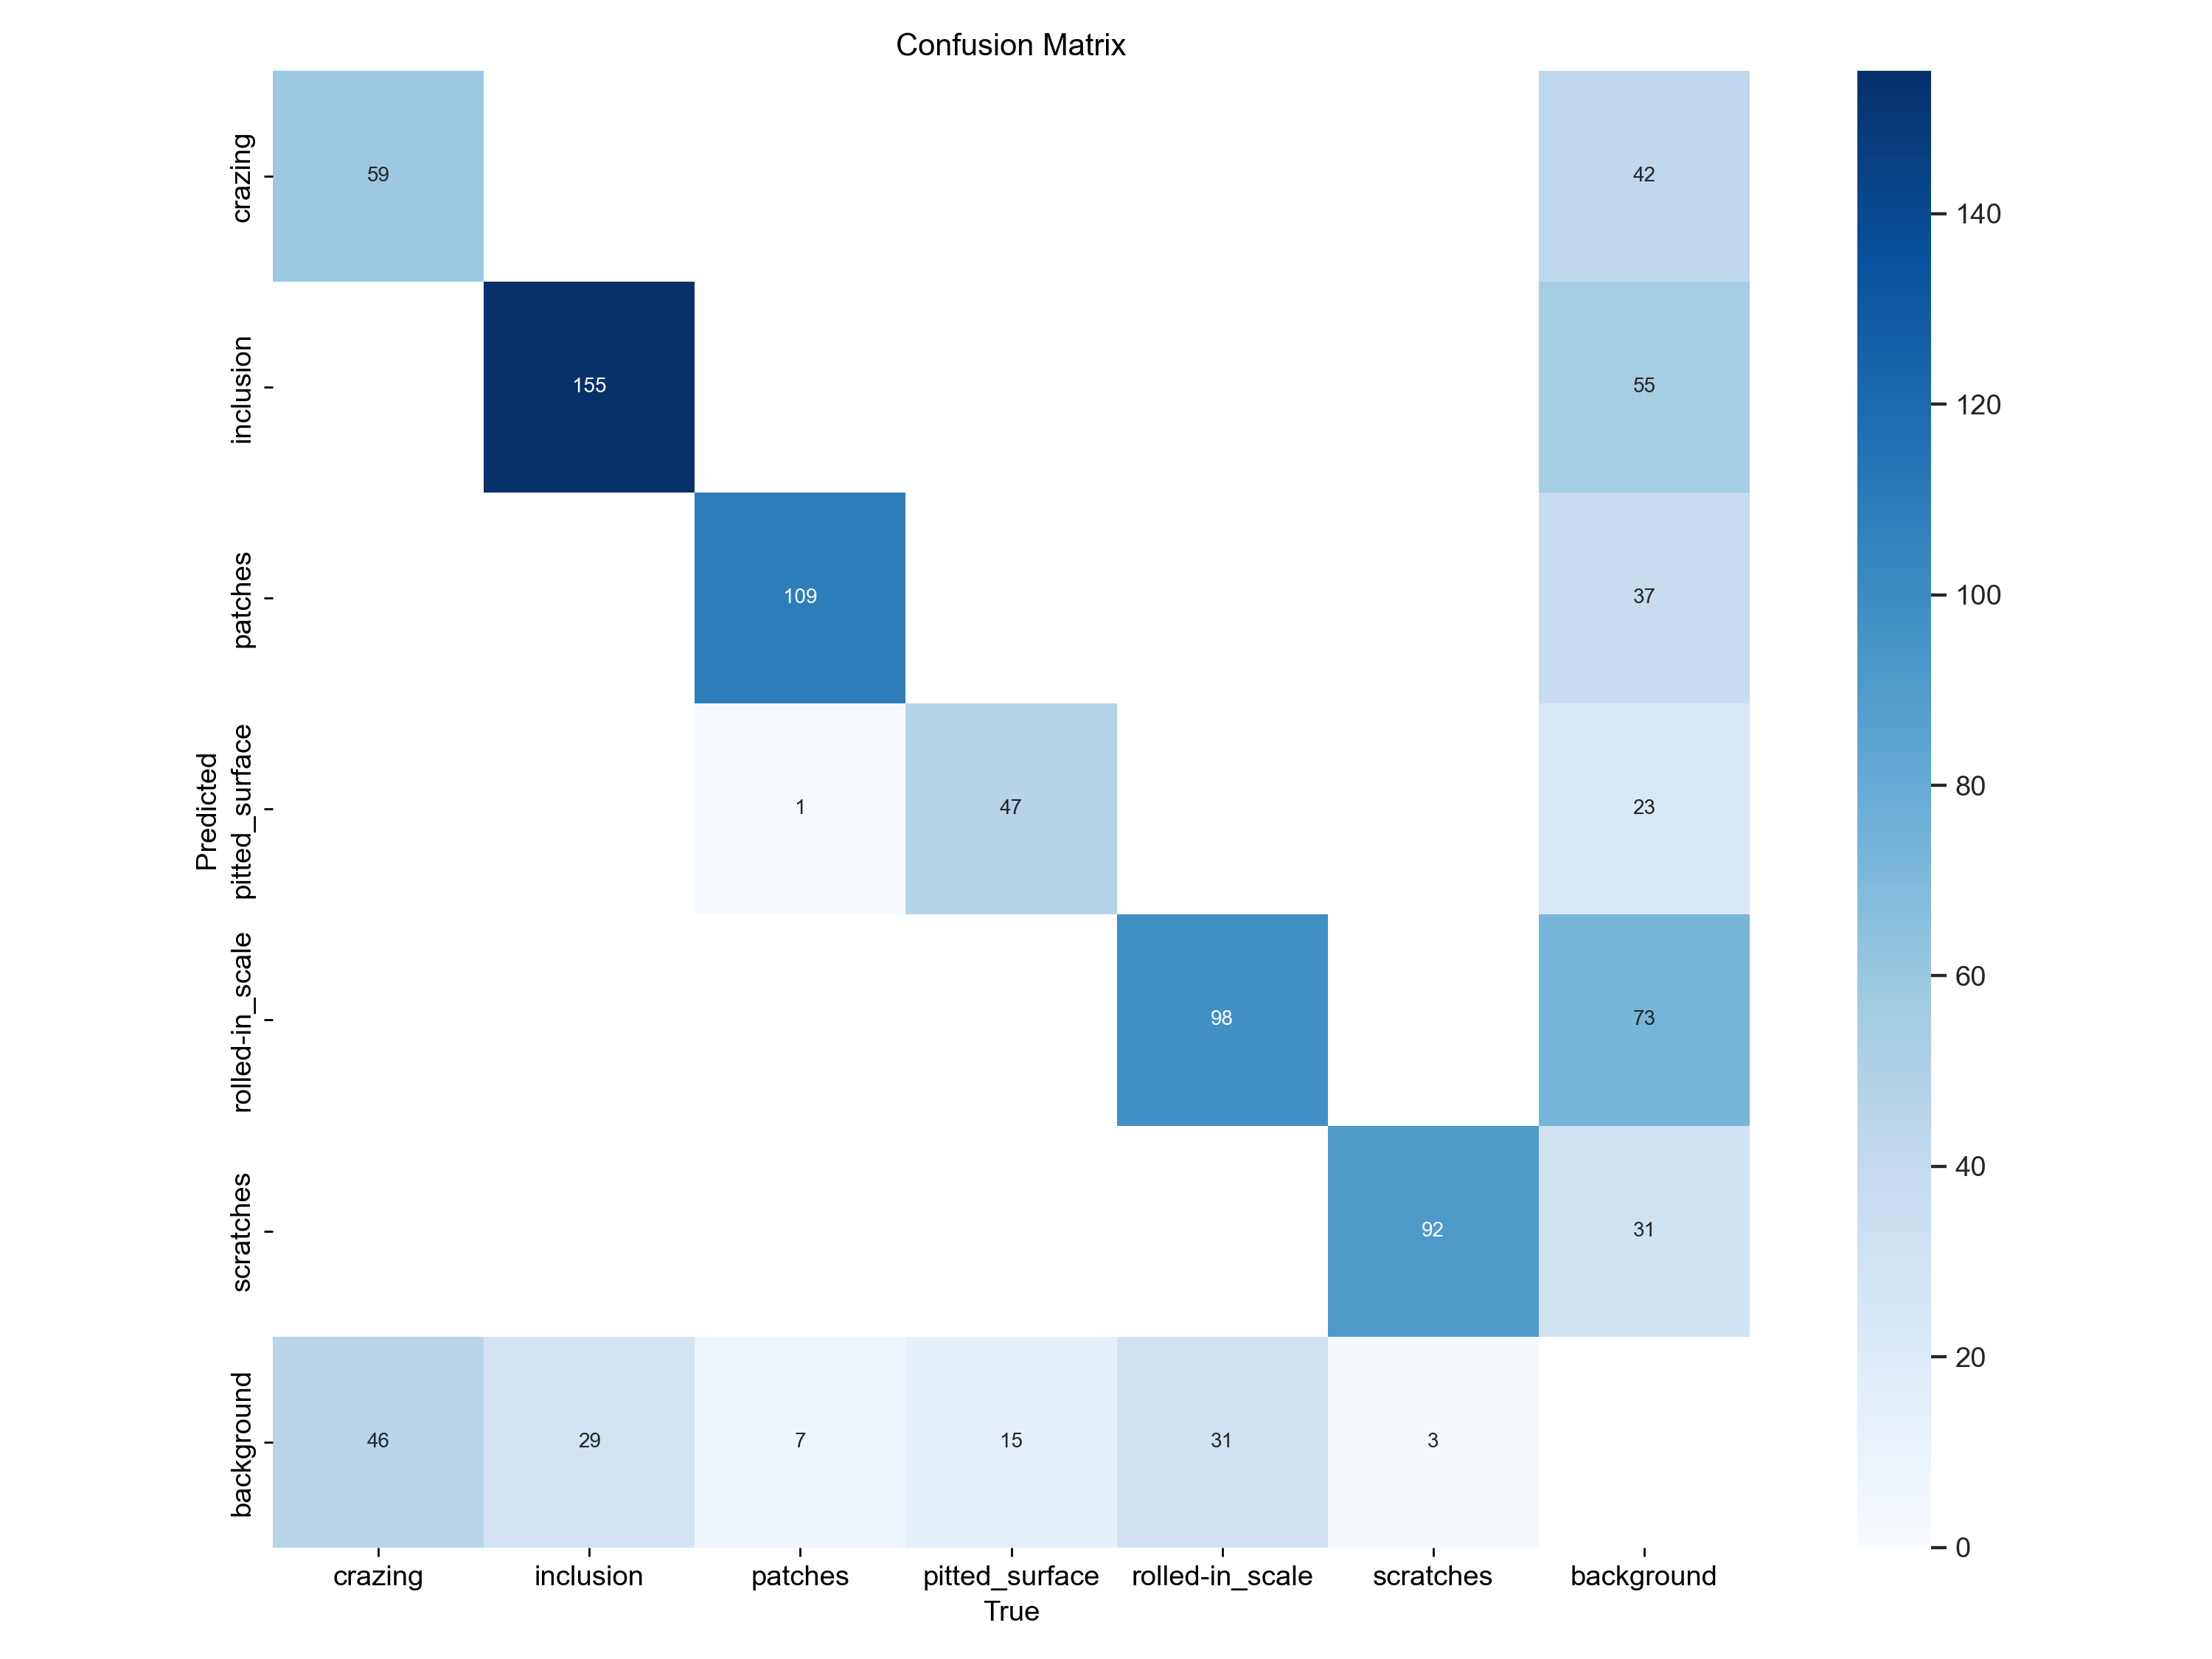 Confusion Matrix
Predicted
crazing
59
42
inclusion
155
55
patches
109
37
pitted_surface
1
47
23
rolled-in_scale
98
73
scratches
92
31
background
46
29
7
15
31
3
crazing
inclusion
patches
pitted_surface
rolled-in_scale
scratches
background
True
140
120
100
80
60
40
20
0